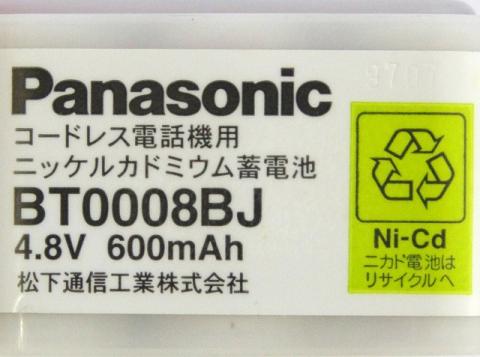 Panasonic
コードレス電話機用
ニッケルカドミウム蓄電池
BT0008BJ
4.8V 600mAh
松下通信工業株式会社
Ni-Cd
ニカド電池は
リサイクルへ